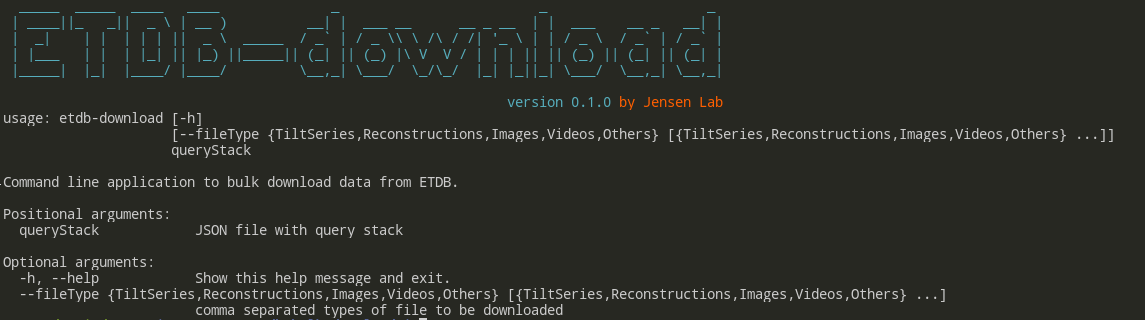 ETDB-download
version 0.1.0 by Jensen Lab
usage: etdb-download [-h]
[--fileType {TiltSeries,Reconstructions,Images,Videos,Others} [{TiltSeries,Reconstructions,Images,Videos,Others} ...]]
queryStack
Command line application to bulk download data from ETDB.
Positional arguments:
queryStack JSON file with query stack
Optional arguments:
-h, --help Show this help message and exit.
--fileType {TiltSeries,Reconstructions,Images,Videos,Others} [{TiltSeries,Reconstructions,Images,Videos,Others} ...]
comma separated types of file to be downloaded